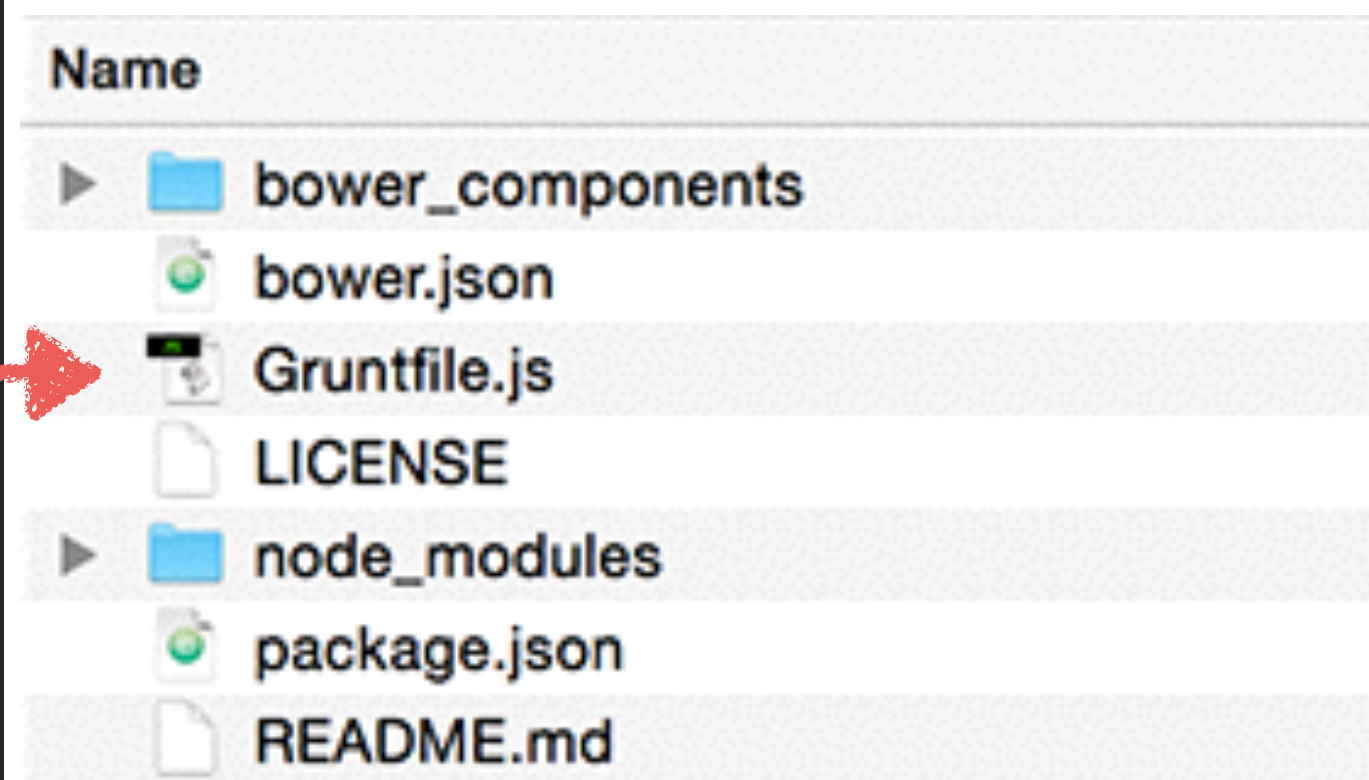 Name
bower_components
bower.json
Gruntfile.js
LICENSE
node_modules
package.json
README.md